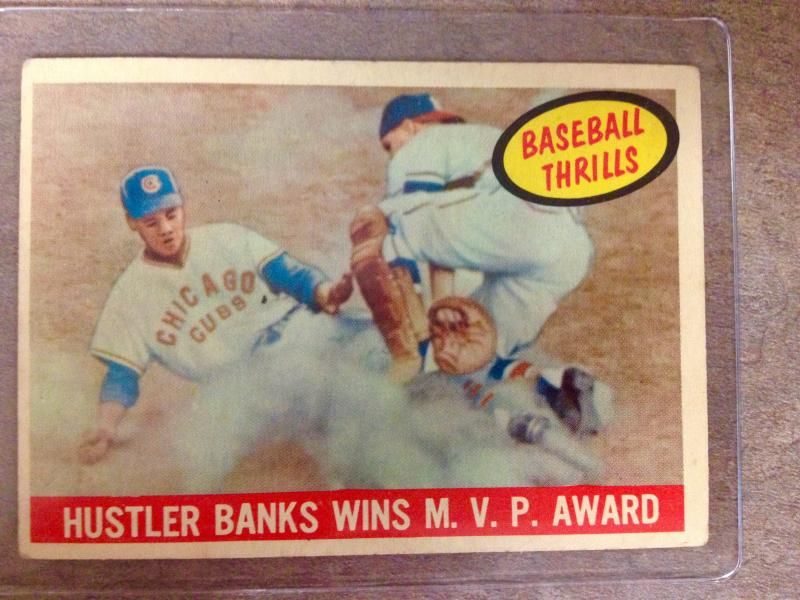 BASEBALL
THRILLS
C
CHICAGO
CUBS
HUSTLER BANKS WINS M. V. P. AWARD